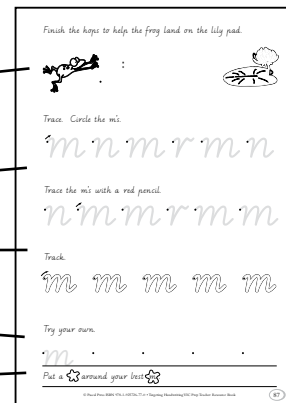 Finish the hops to help the frog land on the lily pad.
Trace. Circle the m's.
m n m r m n
Trace the m's with a red pencil.
n m m r m m
Track.
m m m m m
Try your own.
m
Put a around your best m.
87